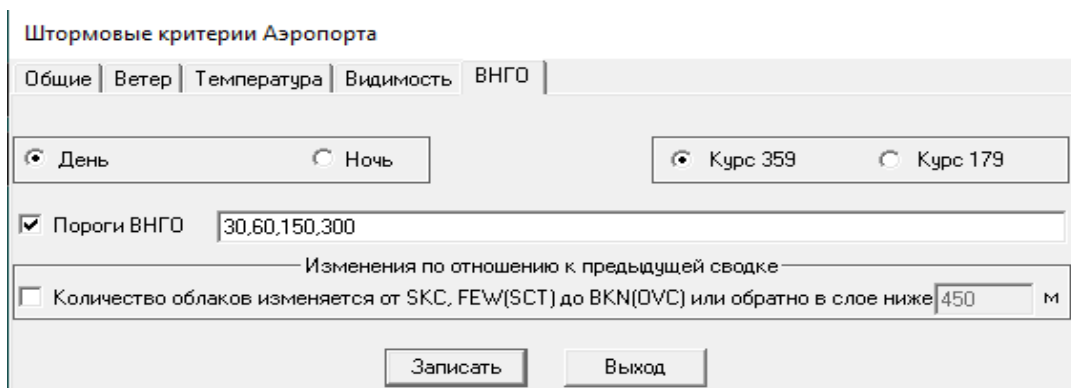 Штормовые критерии Аэропорта
Общие Ветер Температура Видимость ВНГО
День Ночь Курс 359 Курс 179
Пороги ВНГО 30,60,150,300
Изменения по отношению к предыдущей сводке
Количество облаков изменяется от SKC, FEW(SCT) до BKN(OVC) или обратно в слое ниже 450 м
Записать Выход